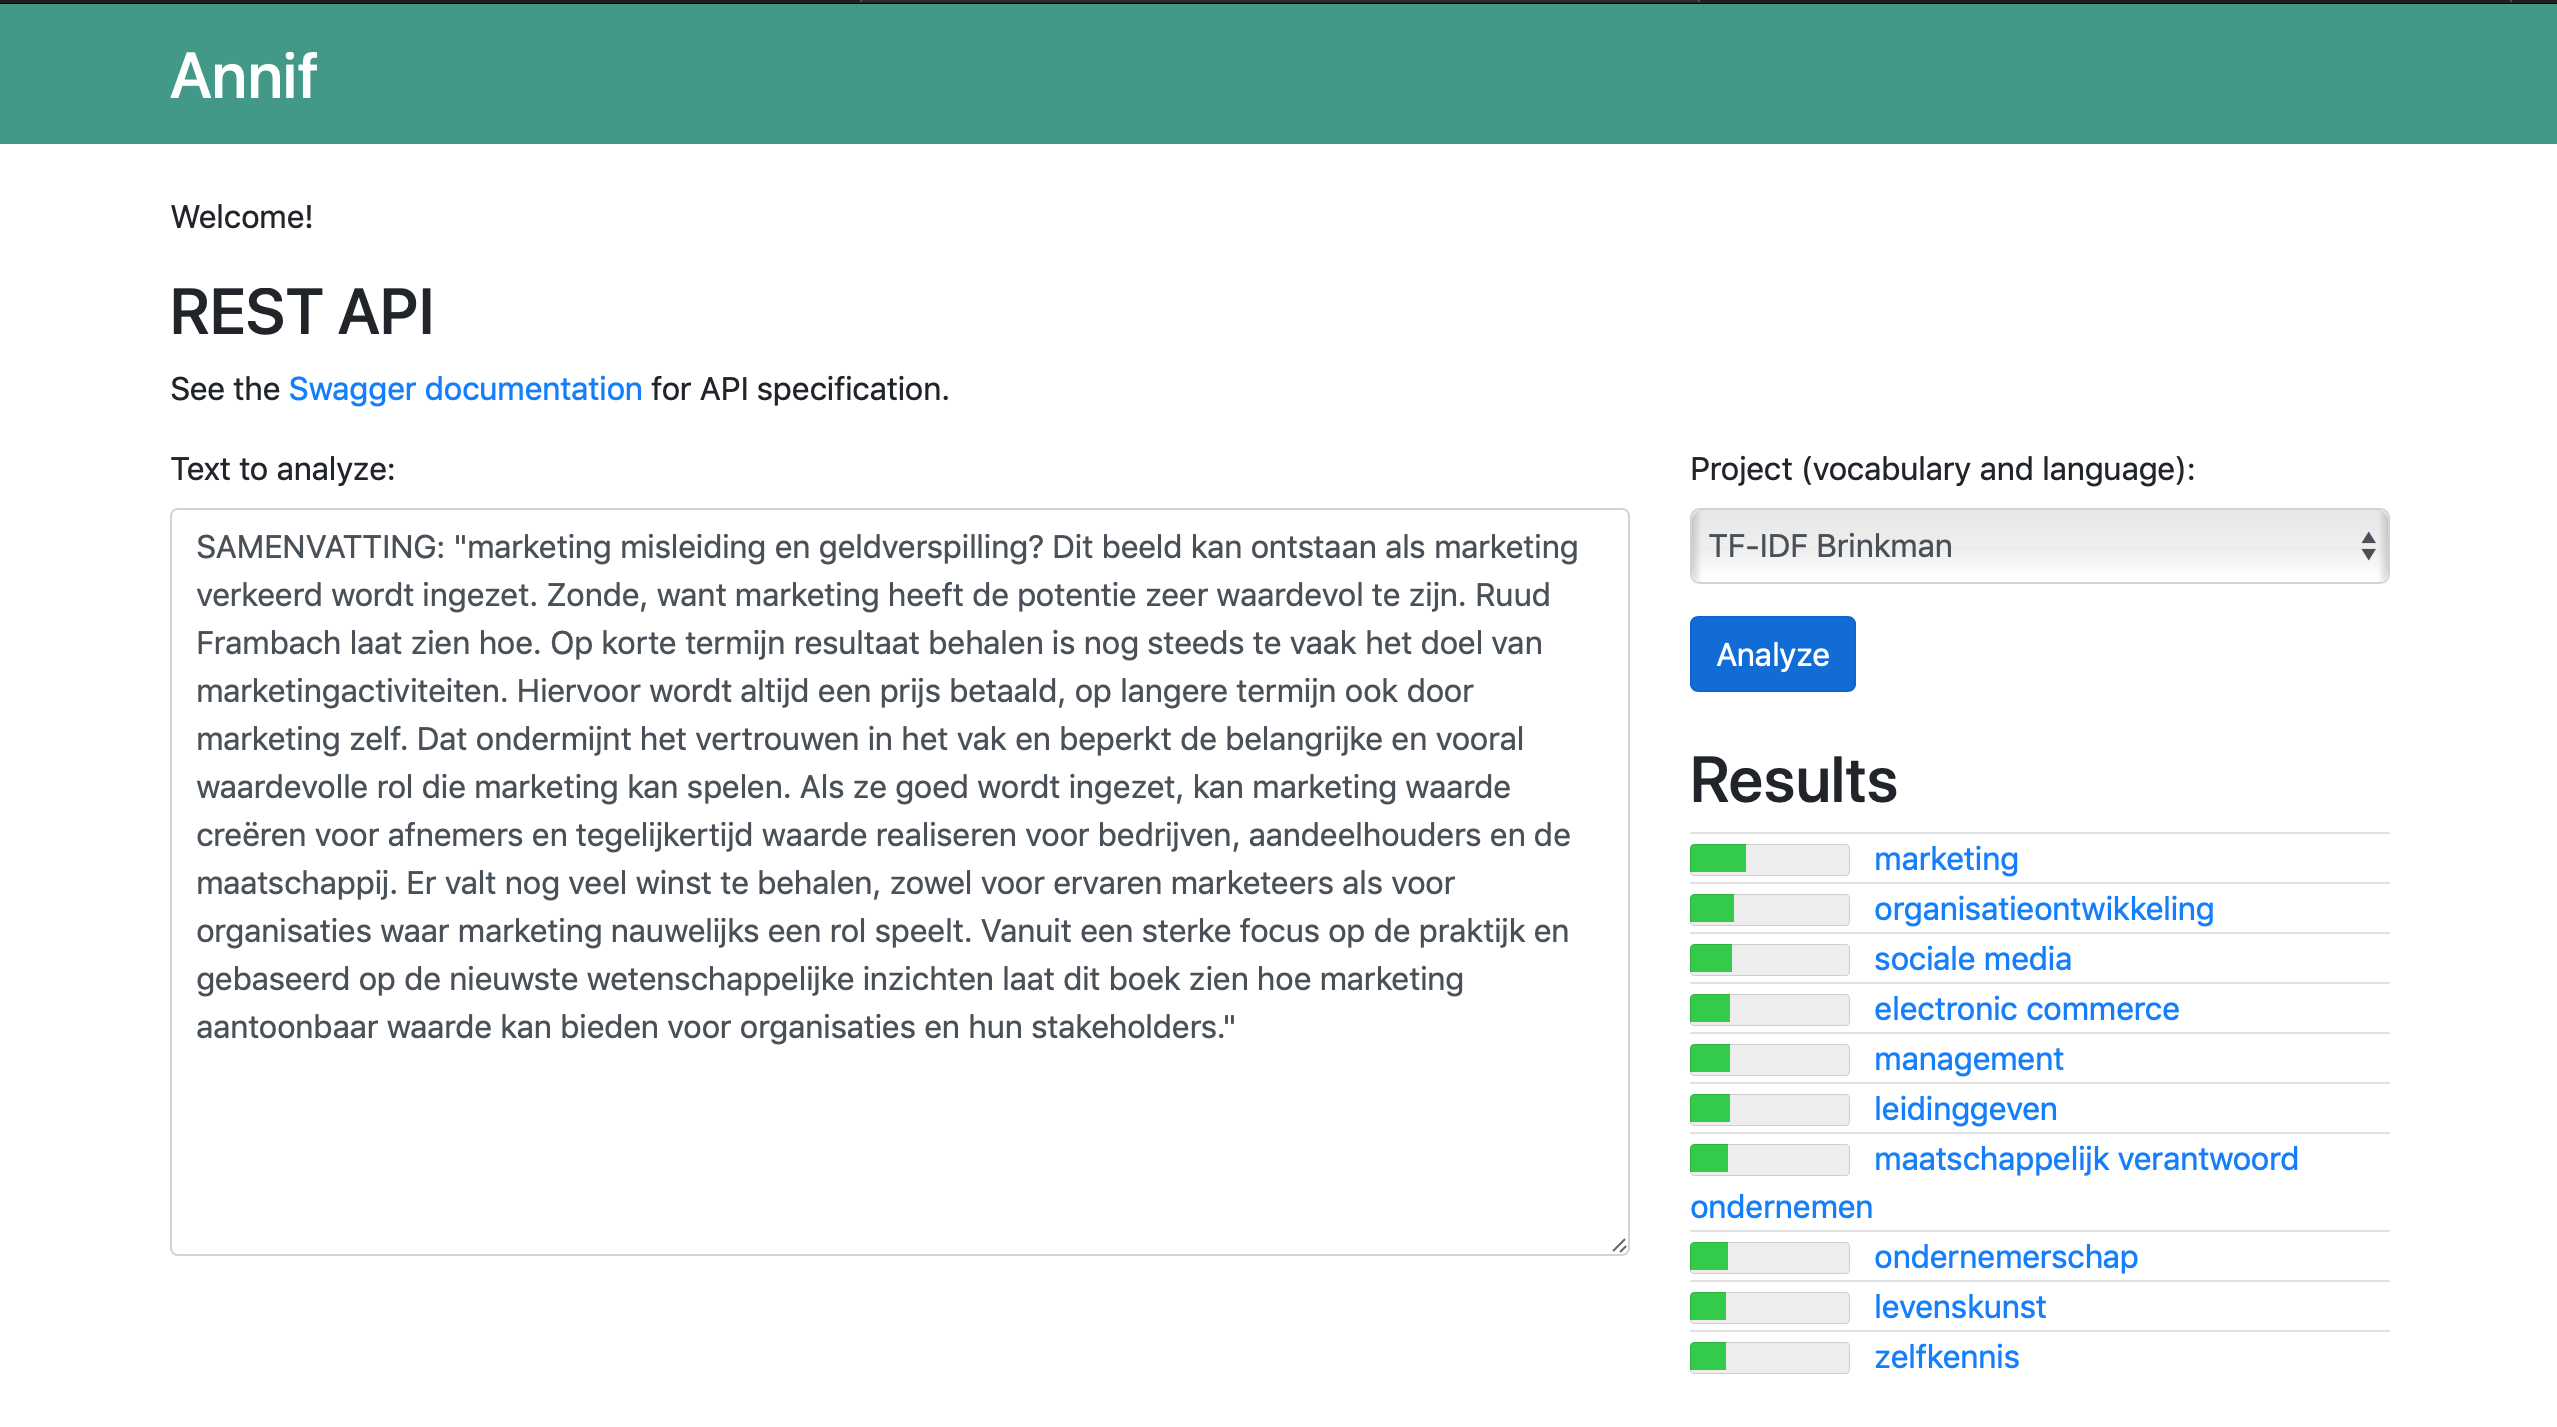 Annif
Welcome!
REST API
See the Swagger documentation for API specification.
Text to analyze:
SAMENVATTING: "marketing misleiding en geldverspilling? Dit beeld kan ontstaan als marketing
verkeerd wordt ingezet. Zonde, want marketing heeft de potentie zeer waardevol te zijn. Ruud
Frambach laat zien hoe. Op korte termijn resultaat behalen is nog steeds te vaak het doel van
marketingactiviteiten. Hiervoor wordt altijd een prijs betaald, op langere termijn ook door
marketing zelf. Dat ondermijnt het vertrouwen in het vak en beperkt de belangrijke en vooral
waardevolle rol die marketing kan spelen. Als ze goed wordt ingezet, kan marketing waarde
creëren voor afnemers en tegelijkertijd waarde realiseren voor bedrijven, aandeelhouders en de
maatschappij. Er valt nog veel winst te behalen, zowel voor ervaren marketeers als voor
organisaties waar marketing nauwelijks een rol speelt. Vanuit een sterke focus op de praktijk en
gebaseerd op de nieuwste wetenschappelijke inzichten laat dit boek zien hoe marketing
aantoonbaar waarde kan bieden voor organisaties en hun stakeholders."
Project (vocabulary and language):
TF-IDF Brinkman
Analyze
Results
marketing
organisatieontwikkeling
sociale media
electronic commerce
management
leidinggeven
maatschappelijk verantwoord
ondernemen
ondernemerschap
levenskunst
zelfkennis